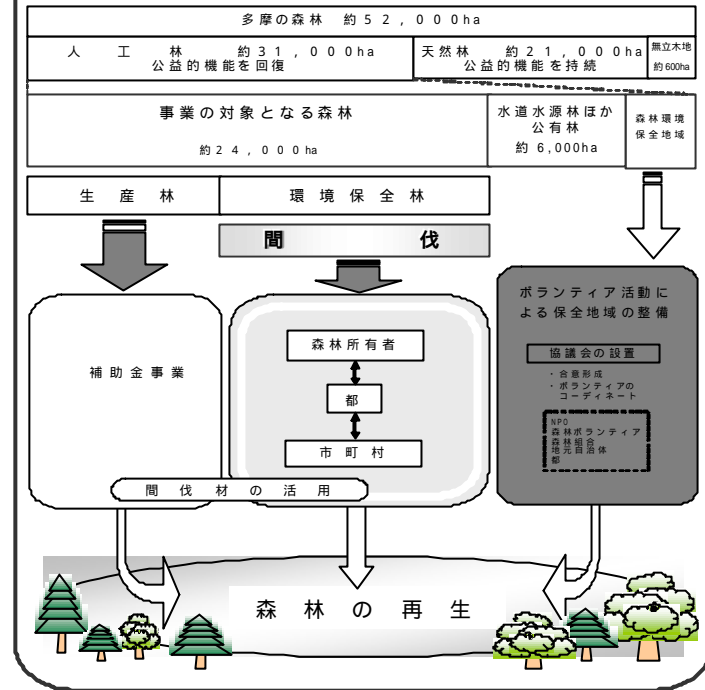 多摩の森林 約５２，０００ha
人工林 約３１，０００ha
公益的機能を回復
天然林 約２１，０００ha
公益的機能を持続
無立木地
約600ha
事業の対象となる森林
約２４，０００ha
水道水源林ほか
公有林
約 6,000ha
森林環境
保全地域
生産林
環境保全林
間伐
補助金事業
森林所有者
都
市町村
間伐材の活用
ボランティア活動に
よる保全地域の整備
協議会の設置
・合意形成
・ボランティアの
コーディネート
NPO
森林ボランティア
森林組合
地元自治体
都
森林の再生